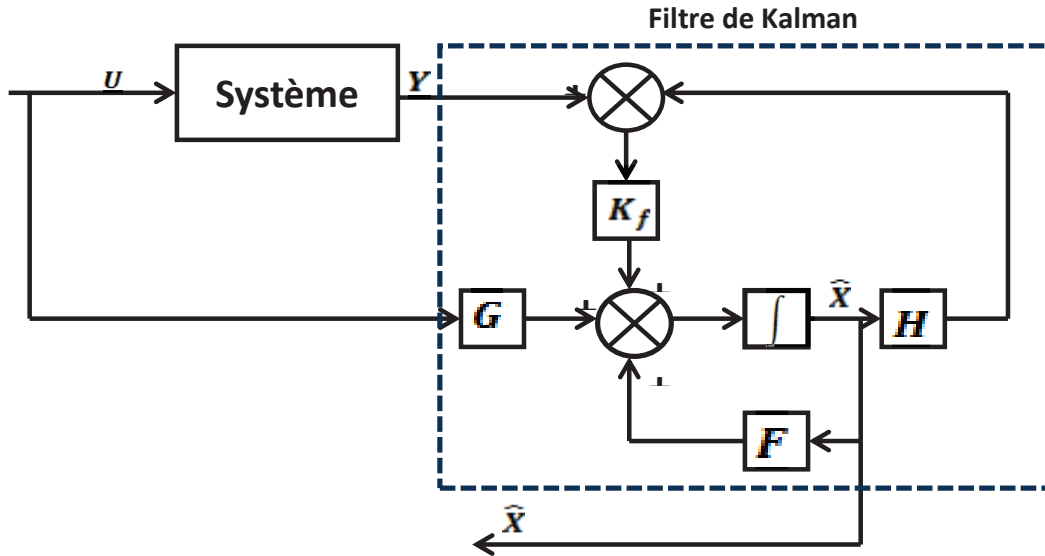 Filtre de Kalman
U
Système
Y
+
K_f
+
+
G
∫
X̂
H
+
F
X̂